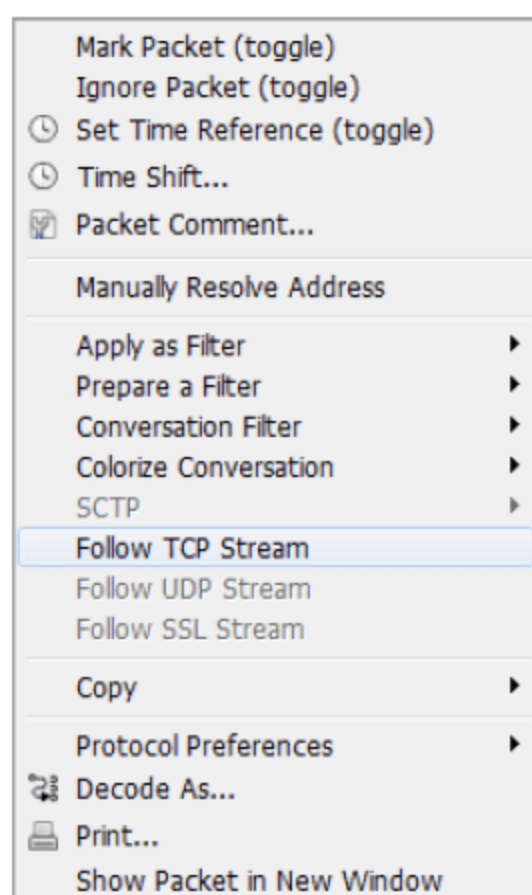 Mark Packet (toggle)
Ignore Packet (toggle)
Set Time Reference (toggle)
Time Shift...
Packet Comment...
Manually Resolve Address
Apply as Filter
Prepare a Filter
Conversation Filter
Colorize Conversation
SCTP
Follow TCP Stream
Follow UDP Stream
Follow SSL Stream
Copy
Protocol Preferences
Decode As...
Print...
Show Packet in New Window